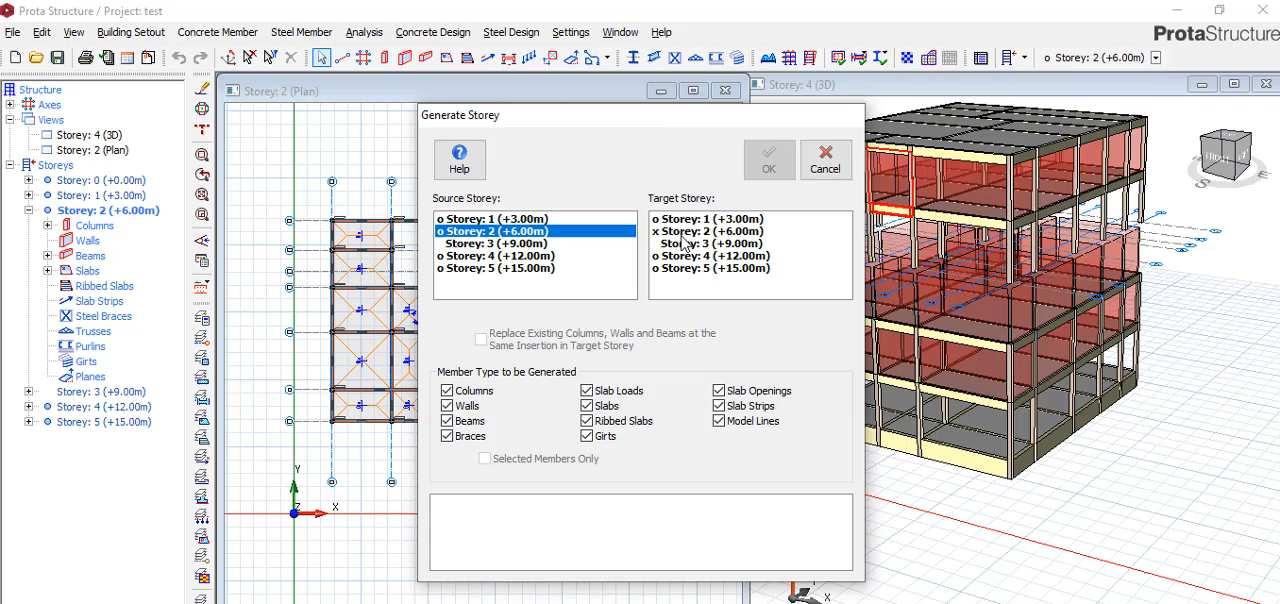 Prota Structure / Project: test
File Edit View Building Setout Concrete Member Steel Member Analysis Concrete Design Steel Design Settings Window Help
ProtaStructure
o Storey: 2 (+6.00m)
Structure
Axes
Views
Storey: 4 (3D)
Storey: 2 (Plan)
Storeys
Storey: 0 (+0.00m)
Storey: 1 (+3.00m)
Storey: 2 (+6.00m)
Columns
Walls
Beams
Slabs
Ribbed Slabs
Slab Strips
Steel Braces
Trusses
Purlins
Girts
Planes
Storey: 3 (+9.00m)
Storey: 4 (+12.00m)
Storey: 5 (+15.00m)
Storey: 2 (Plan)
Y
X
Z
Generate Storey
Help
OK
Cancel
Source Storey:
o Storey: 1 (+3.00m)
o Storey: 2 (+6.00m)
Storey: 3 (+9.00m)
o Storey: 4 (+12.00m)
o Storey: 5 (+15.00m)
Target Storey:
o Storey: 1 (+3.00m)
x Storey: 2 (+6.00m)
Storey: 3 (+9.00m)
o Storey: 4 (+12.00m)
o Storey: 5 (+15.00m)
Replace Existing Columns, Walls and Beams at the
Same Insertion in Target Storey
Member Type to be Generated
Columns
Walls
Beams
Braces
Slab Loads
Slabs
Ribbed Slabs
Girts
Slab Openings
Slab Strips
Model Lines
Selected Members Only
Storey: 4 (3D)
FRONT
S
E
X